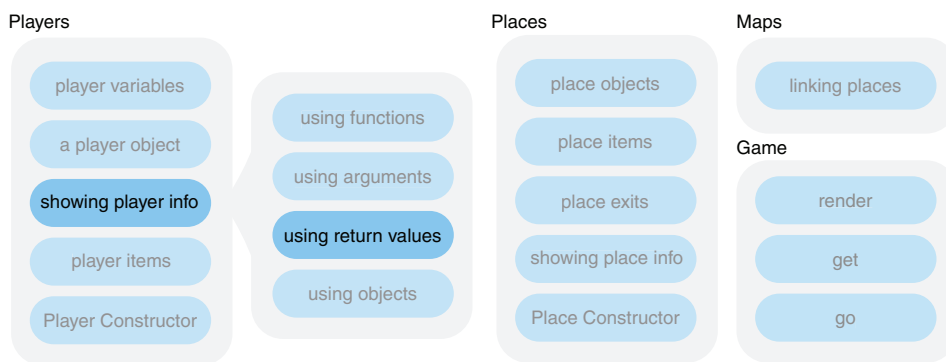 Players
player variables
a player object
showing player info
player items
Player Constructor
using functions
using arguments
using return values
using objects
Places
place objects
place items
place exits
showing place info
Place Constructor
Maps
linking places
Game
render
get
go